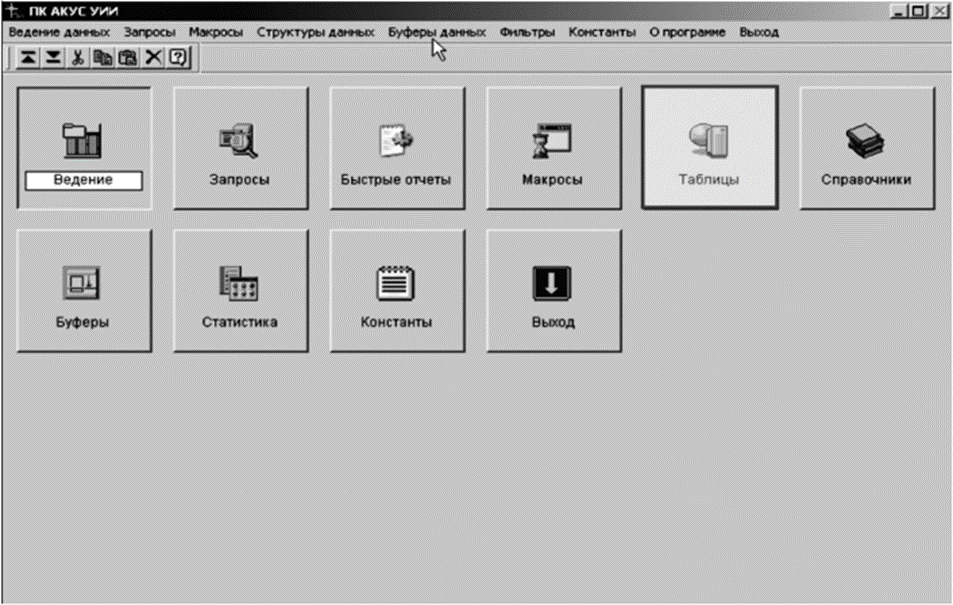 ПК АКУС УИИ
Ведение данных Запросы Макросы Структуры данных Буферы данных Фильтры Константы О программе Выход
Ведение Запросы Быстрые отчеты Макросы Таблицы Справочники
Буферы Статистика Константы Выход